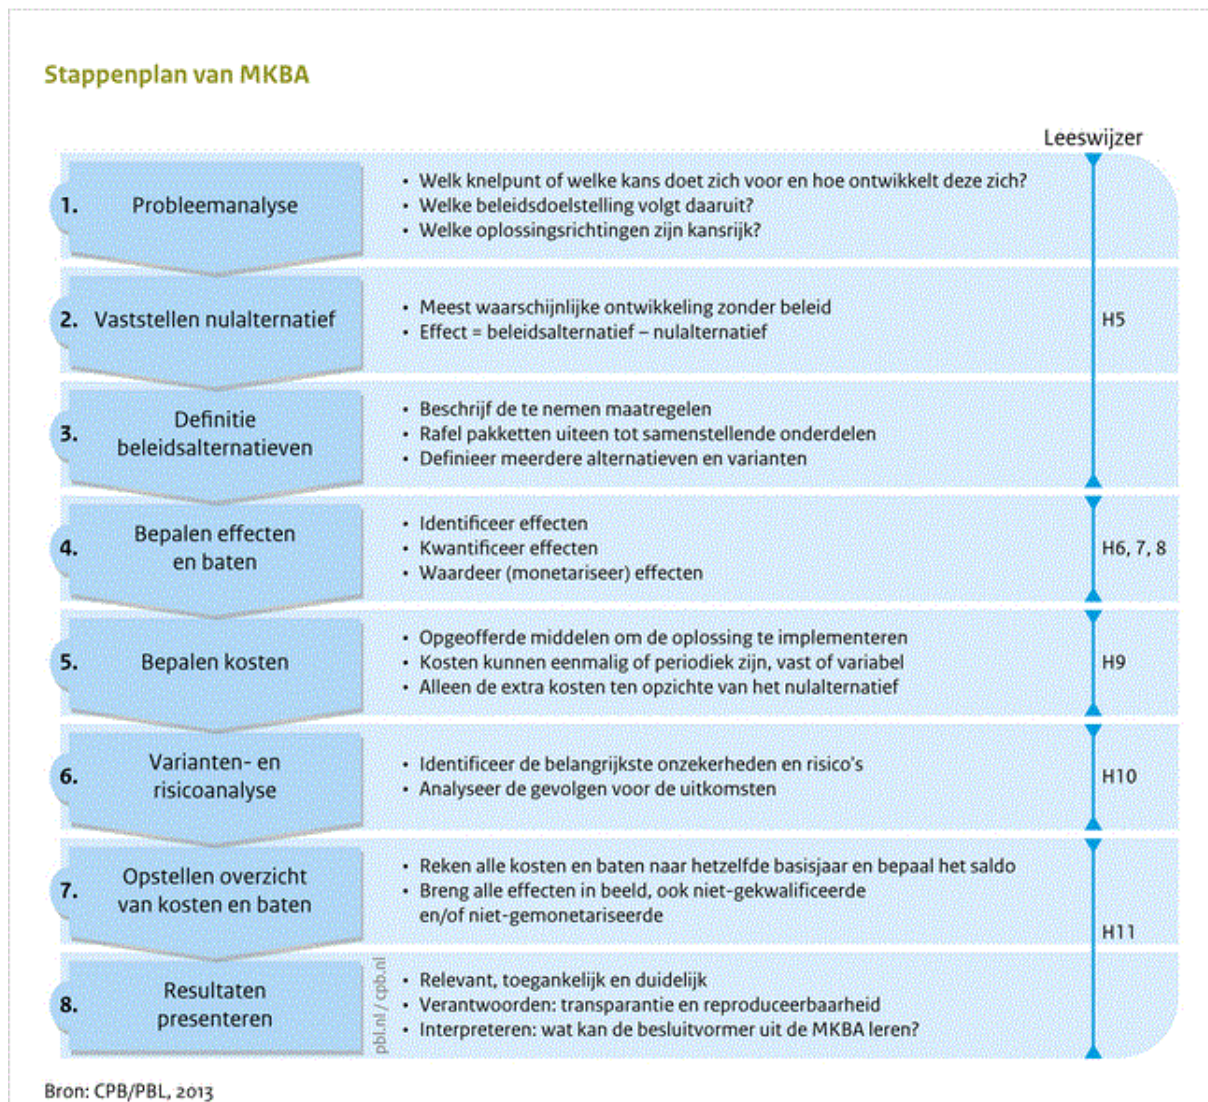 Stappenplan van MKBA
Leeswijzer
1. Probleemanalyse
• Welk knelpunt of welke kans doet zich voor en hoe ontwikkelt deze zich?
• Welke beleidsdoelstelling volgt daaruit?
• Welke oplossingsrichtingen zijn kansrijk?
2. Vaststellen nulalternatief
• Meest waarschijnlijke ontwikkeling zonder beleid
• Effect = beleidsalternatief – nulalternatief
H5
3. Definitie
beleidsalternatieven
• Beschrijf de te nemen maatregelen
• Rafel pakketten uiteen tot samenstellende onderdelen
• Definieer meerdere alternatieven en varianten
4. Bepalen effecten
en baten
• Identificeer effecten
• Kwantificeer effecten
• Waardeer (monetariseer) effecten
H6, 7, 8
5. Bepalen kosten
• Opgeofferde middelen om de oplossing te implementeren
• Kosten kunnen eenmalig of periodiek zijn, vast of variabel
• Alleen de extra kosten ten opzichte van het nulalternatief
H9
6. Varianten- en
risicoanalyse
• Identificeer de belangrijkste onzekerheden en risico's
• Analyseer de gevolgen voor de uitkomsten
H10
7. Opstellen overzicht
van kosten en baten
• Reken alle kosten en baten naar hetzelfde basisjaar en bepaal het saldo
• Breng alle effecten in beeld, ook niet-gekwalificeerde
en/of niet-gemonetariseerde
H11
8. Resultaten
presenteren
• Relevant, toegankelijk en duidelijk
• Verantwoorden: transparantie en reproduceerbaarheid
• Interpreteren: wat kan de besluitvormer uit de MKBA leren?
pbl.nl / cpb.nl
Bron: CPB/PBL, 2013